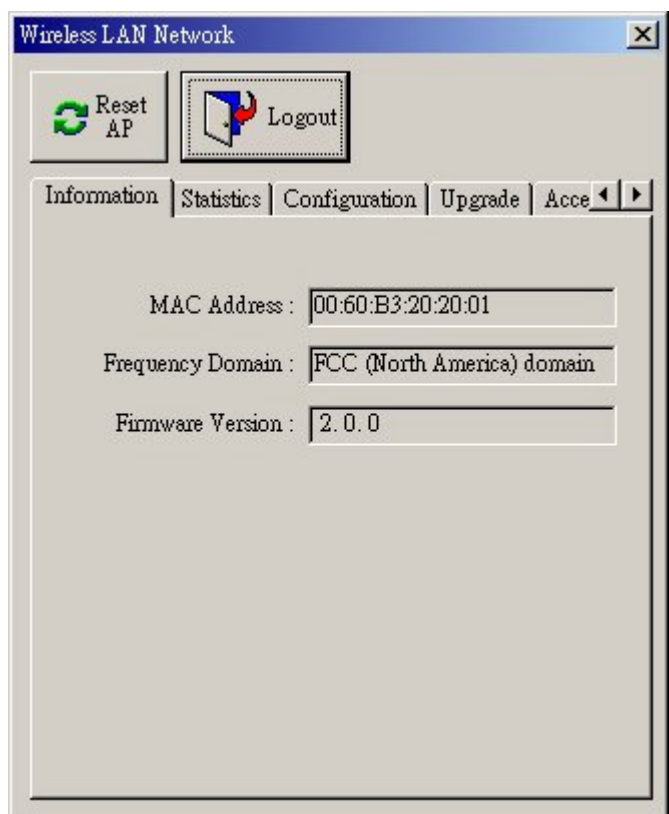 Wireless LAN Network
Reset
AP
Logout
Information Statistics Configuration Upgrade Acce
MAC Address : 00:60:B3:20:20:01
Frequency Domain : FCC (North America) domain
Firmware Version : 2. 0. 0